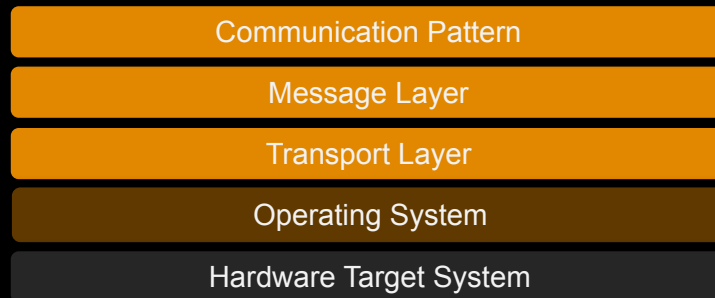 Communication Pattern
Message Layer
Transport Layer
Operating System
Hardware Target System